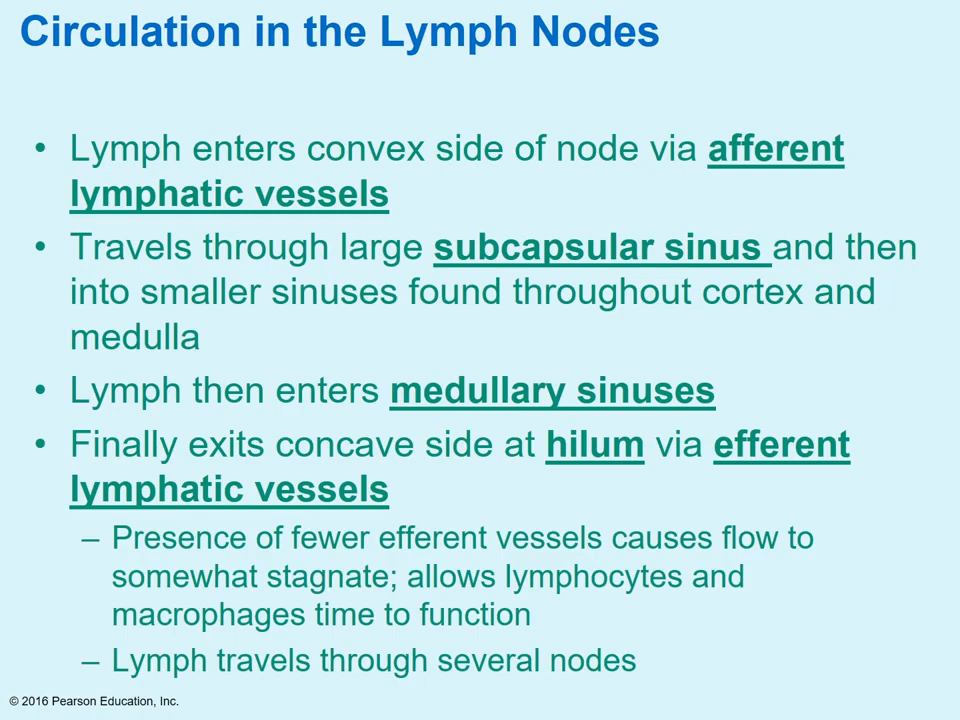 Circulation in the Lymph Nodes
• Lymph enters convex side of node via afferent
lymphatic vessels
• Travels through large subcapsular sinus and then
into smaller sinuses found throughout cortex and
medulla
• Lymph then enters medullary sinuses
• Finally exits concave side at hilum via efferent
lymphatic vessels
– Presence of fewer efferent vessels causes flow to
somewhat stagnate; allows lymphocytes and
macrophages time to function
– Lymph travels through several nodes
© 2016 Pearson Education, Inc.